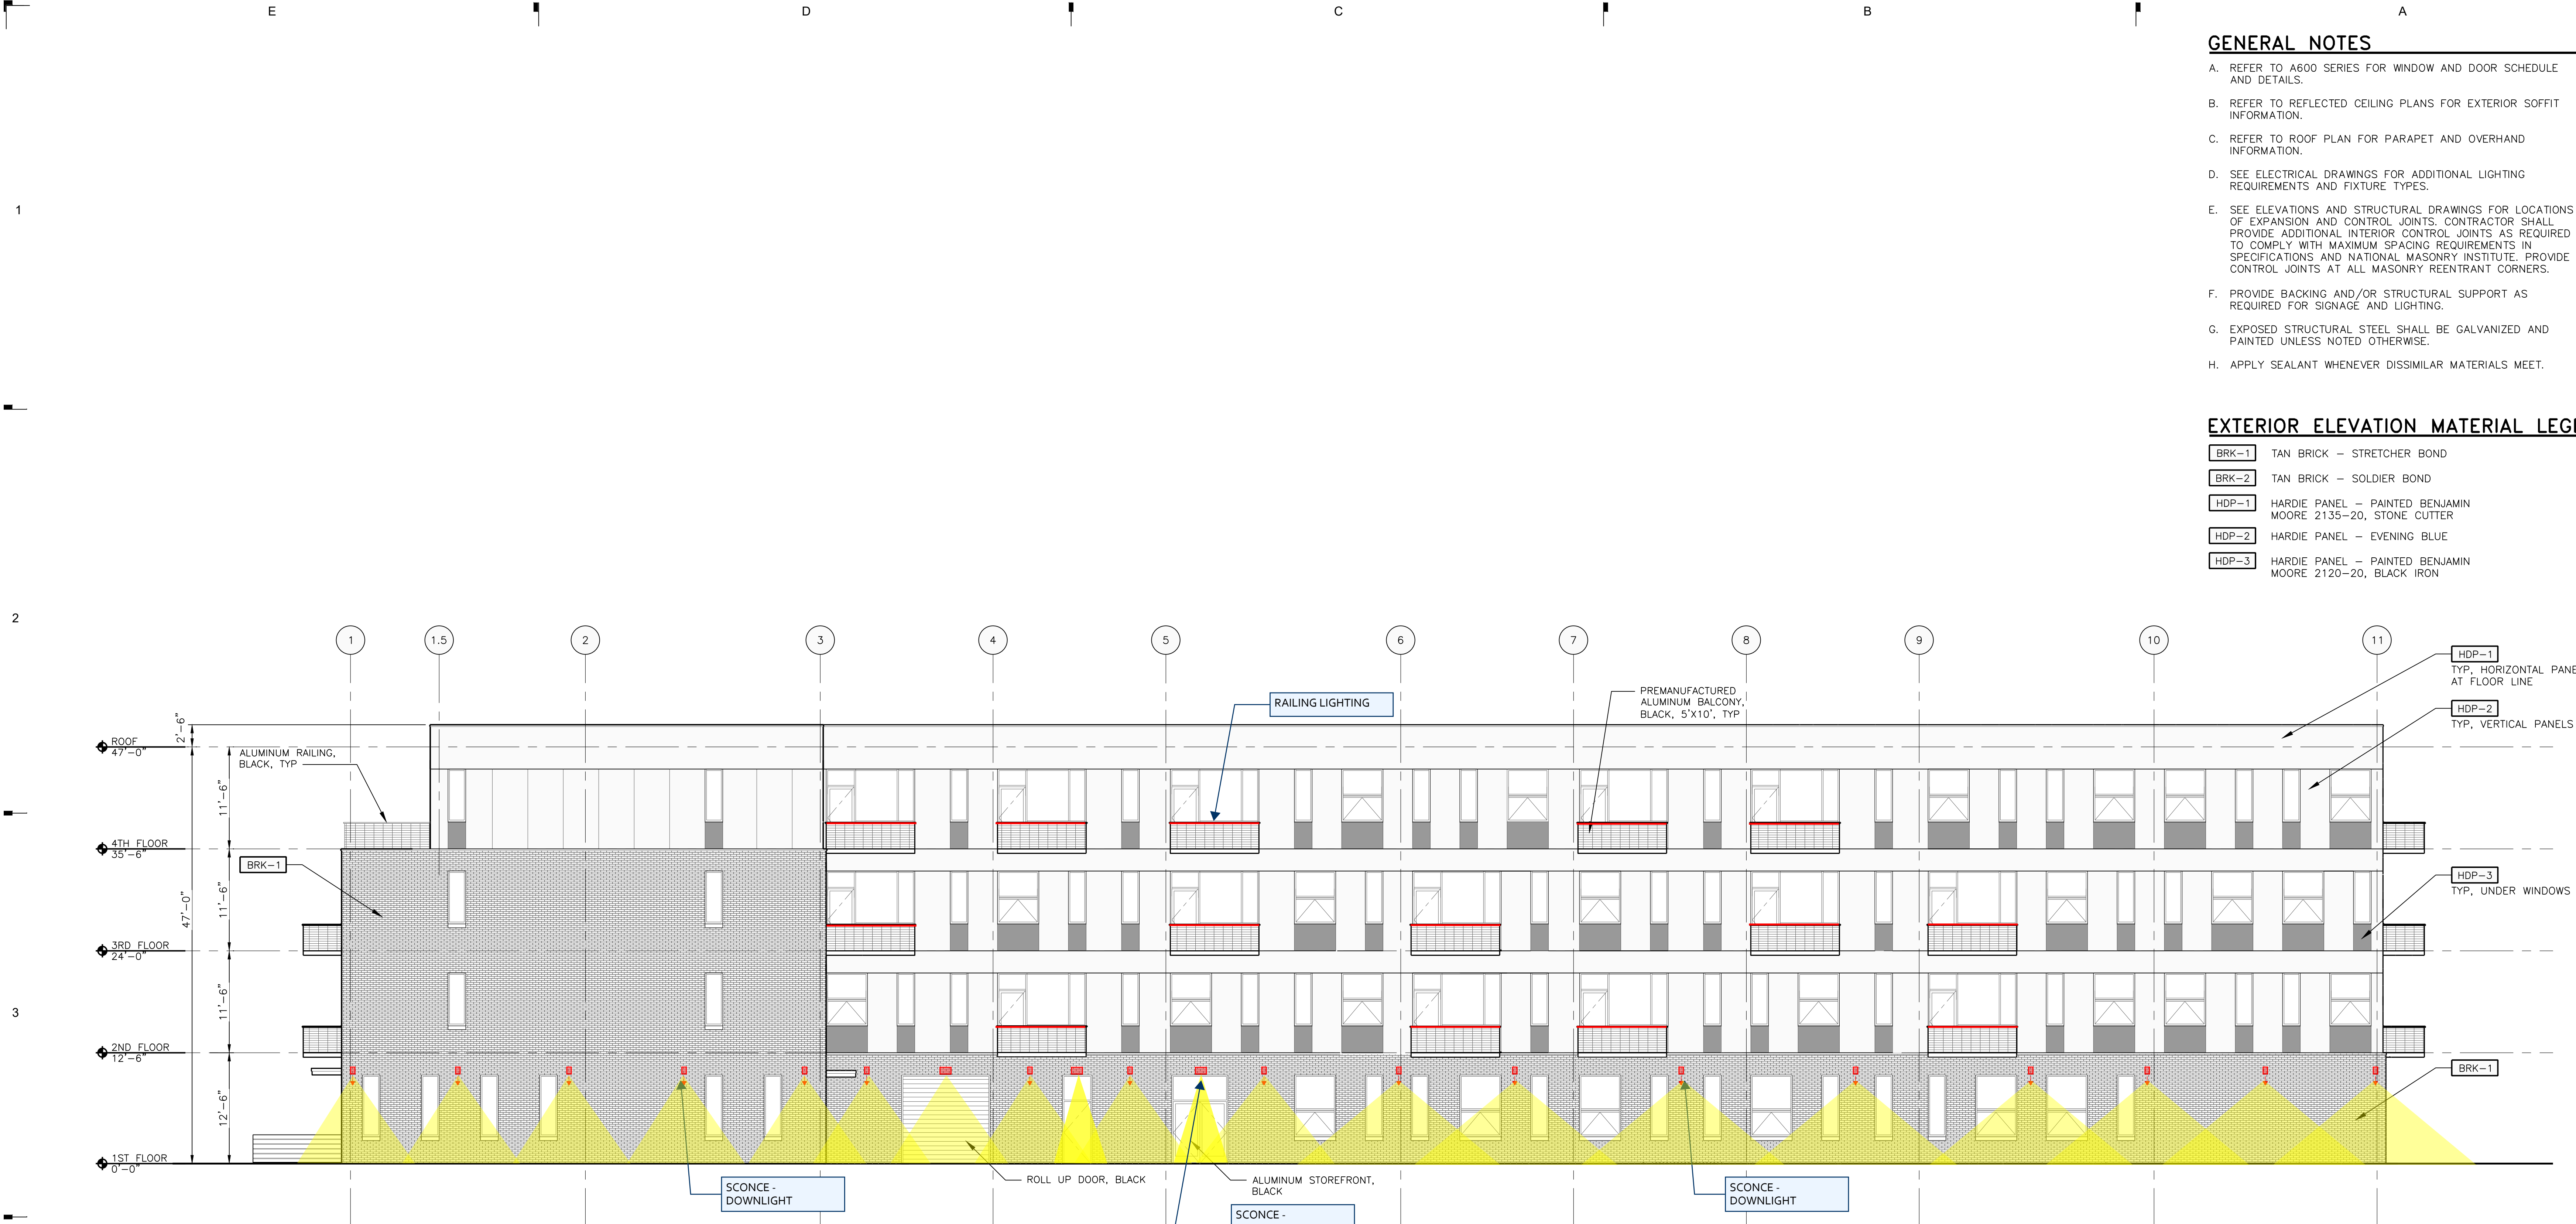 E
D
C
B
A
1
2
3
GENERAL NOTES
A. REFER TO A600 SERIES FOR WINDOW AND DOOR SCHEDULE
AND DETAILS.
B. REFER TO REFLECTED CEILING PLANS FOR EXTERIOR SOFFIT
INFORMATION.
C. REFER TO ROOF PLAN FOR PARAPET AND OVERHAND
INFORMATION.
D. SEE ELECTRICAL DRAWINGS FOR ADDITIONAL LIGHTING
REQUIREMENTS AND FIXTURE TYPES.
E. SEE ELEVATIONS AND STRUCTURAL DRAWINGS FOR LOCATIONS
OF EXPANSION AND CONTROL JOINTS. CONTRACTOR SHALL
PROVIDE ADDITIONAL INTERIOR CONTROL JOINTS AS REQUIRED
TO COMPLY WITH MAXIMUM SPACING REQUIREMENTS IN
SPECIFICATIONS AND NATIONAL MASONRY INSTITUTE. PROVIDE
CONTROL JOINTS AT ALL MASONRY REENTRANT CORNERS.
F. PROVIDE BACKING AND/OR STRUCTURAL SUPPORT AS
REQUIRED FOR SIGNAGE AND LIGHTING.
G. EXPOSED STRUCTURAL STEEL SHALL BE GALVANIZED AND
PAINTED UNLESS NOTED OTHERWISE.
H. APPLY SEALANT WHENEVER DISSIMILAR MATERIALS MEET.
EXTERIOR ELEVATION MATERIAL LEG
BRK-1 TAN BRICK - STRETCHER BOND
BRK-2 TAN BRICK - SOLDIER BOND
HDP-1 HARDIE PANEL - PAINTED BENJAMIN
MOORE 2135-20, STONE CUTTER
HDP-2 HARDIE PANEL - EVENING BLUE
HDP-3 HARDIE PANEL - PAINTED BENJAMIN
MOORE 2120-20, BLACK IRON
1
1.5
2
3
4
5
6
7
8
9
10
11
HDP-1
TYP, HORIZONTAL PANE
AT FLOOR LINE
HDP-2
TYP, VERTICAL PANELS
HDP-3
TYP, UNDER WINDOWS
BRK-1
RAILING LIGHTING
PREMANUFACTURED
ALUMINUM BALCONY,
BLACK, 5'X10', TYP
ALUMINUM RAILING,
BLACK, TYP
BRK-1
ROOF
47'-0"
4TH FLOOR
35'-6"
3RD FLOOR
24'-0"
2ND FLOOR
12'-6"
1ST FLOOR
0'-0"
2'-6"
11'-6"
11'-6"
11'-6"
12'-6"
47'-0"
ROLL UP DOOR, BLACK
ALUMINUM STOREFRONT,
BLACK
SCONCE -
DOWNLIGHT
SCONCE -
SCONCE -
DOWNLIGHT